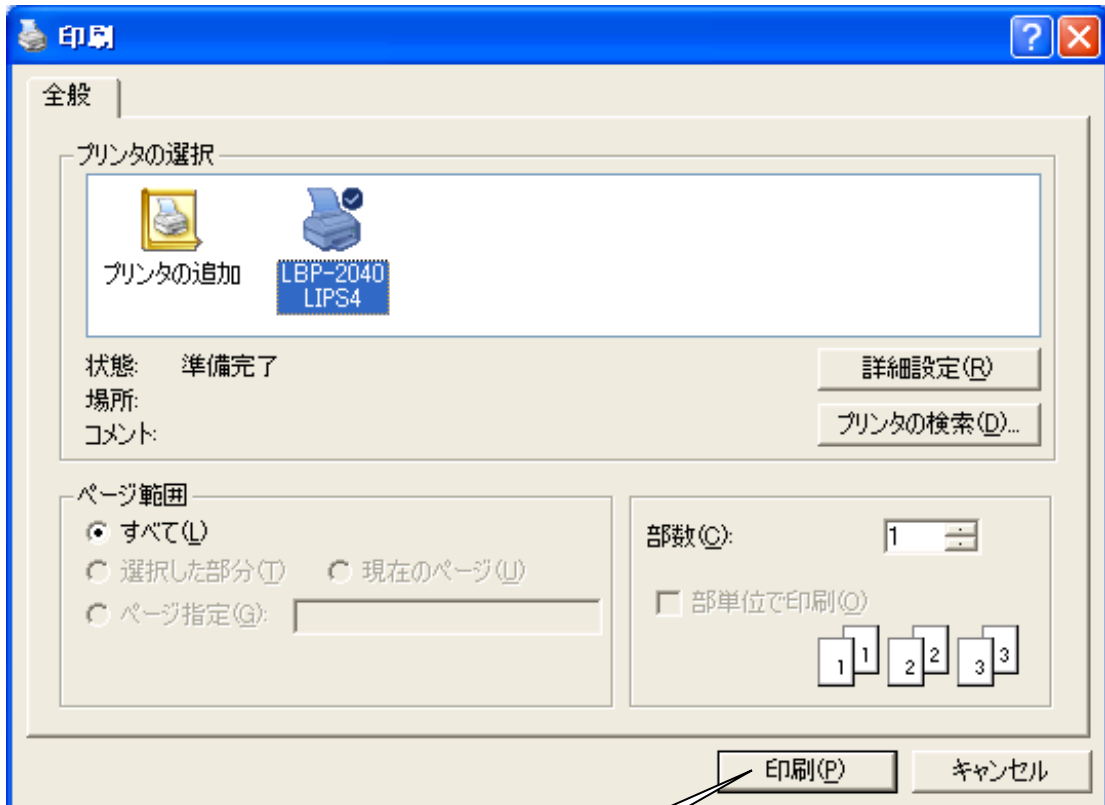 印刷
全般
プリンタの選択
プリンタの追加
LBP-2040
LIPS4
状態: 準備完了
詳細設定(R)
場所:
コメント:
プリンタの検索(D)...
ページ範囲
すべて(L)
選択した部分(T) 現在のページ(U)
ページ指定(G):
部数(C): 1
部単位で印刷(O)
1 1 2 2 3 3
印刷(P) キャンセル